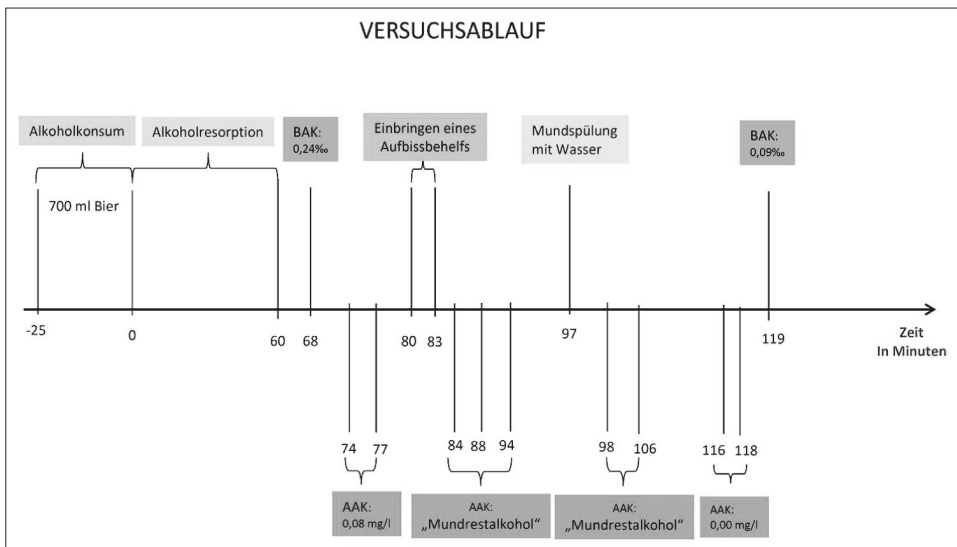 VERSUCHSABLAUF
Alkoholkonsum
Alkoholresorption
BAK:
0,24‰
Einbringen eines
Aufbissbehelfs
Mundspülung
mit Wasser
BAK:
0,09‰
700 ml Bier
-25
0
60
68
80
83
97
119
Zeit
In Minuten
74
77
84
88
94
98
106
116
118
AAK:
0,08 mg/l
AAK:
„Mundrestalkohol“
AAK:
„Mundrestalkohol“
AAK:
0,00 mg/l